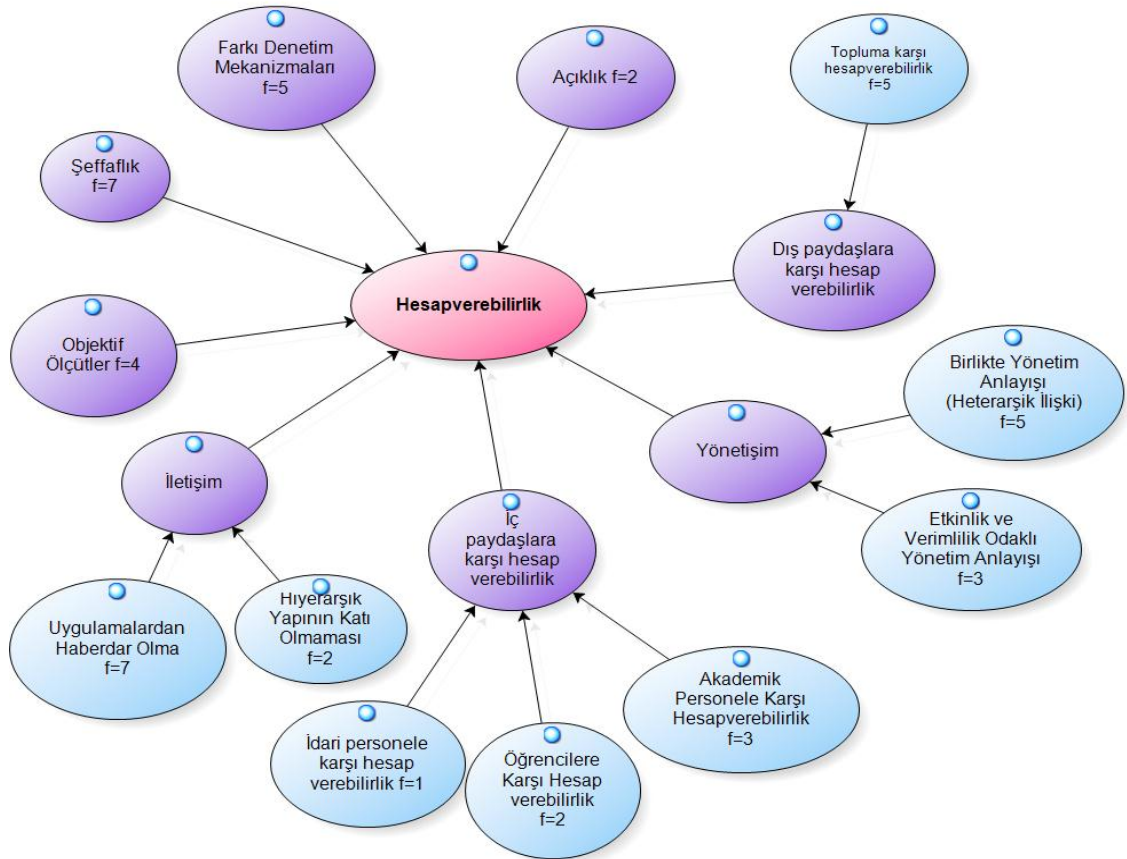 Farkı Denetim
Mekanizmaları
f=5
Açıklık f=2
Topluma karşı
hesapverebilirlik
f=5
Şeffaflık
f=7
Dış paydaşlara
karşı hesap
verebilirlik
Hesapverebilirlik
Objektif
Ölçütler f=4
Birlikte Yönetim
Anlayışı
(Heterarşik İlişki)
f=5
Yönetişim
İletişim
Etkinlik ve
Verimlilik Odaklı
Yönetim Anlayışı
f=3
İç
paydaşlara
karşı hesap
verebilirlik
Uygulamalardan
Haberdar Olma
f=7
Hiyerarşik
Yapının Katı
Olmaması
f=2
Akademik
Personele Karşı
Hesapverebilirlik
f=3
İdari personele
karşı hesap
verebilirlik f=1
Öğrencilere
Karşı Hesap
verebilirlik
f=2